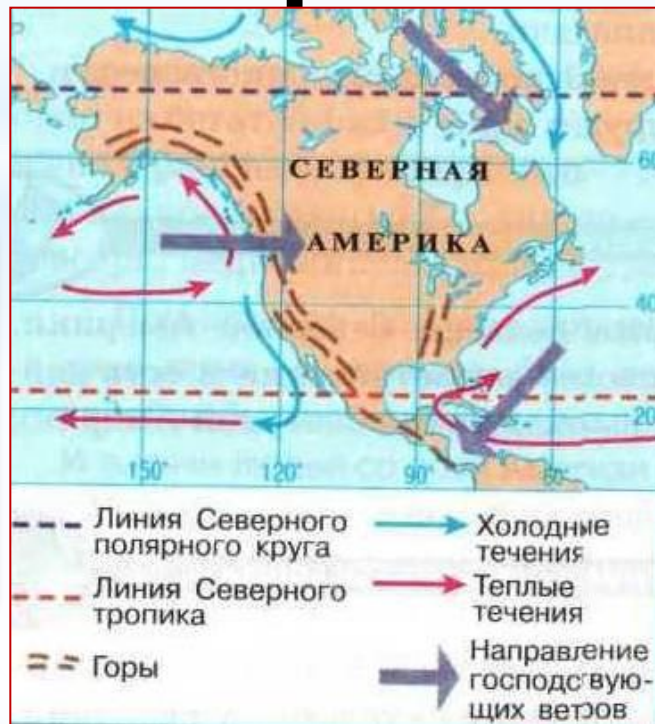 СЕВЕРНАЯ
60
АМЕРИКА
40
20
150° 120° 90° 60°
Линия Северного
полярного круга
Линия Северного
тропика
Горы
Холодные
течения
Теплые
течения
Направление
господствую-
щих ветров